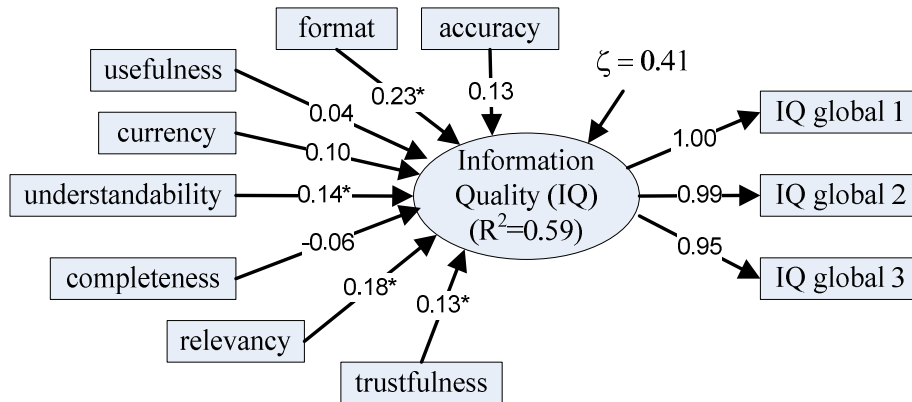 format
accuracy
usefulness
ζ = 0.41
0.23*
0.13
0.04
IQ global 1
currency
1.00
0.10
Information
Quality (IQ)
(R²=0.59)
understandability
0.14*
0.99
IQ global 2
-0.06
0.95
completeness
IQ global 3
0.18*
0.13*
relevancy
trustfulness